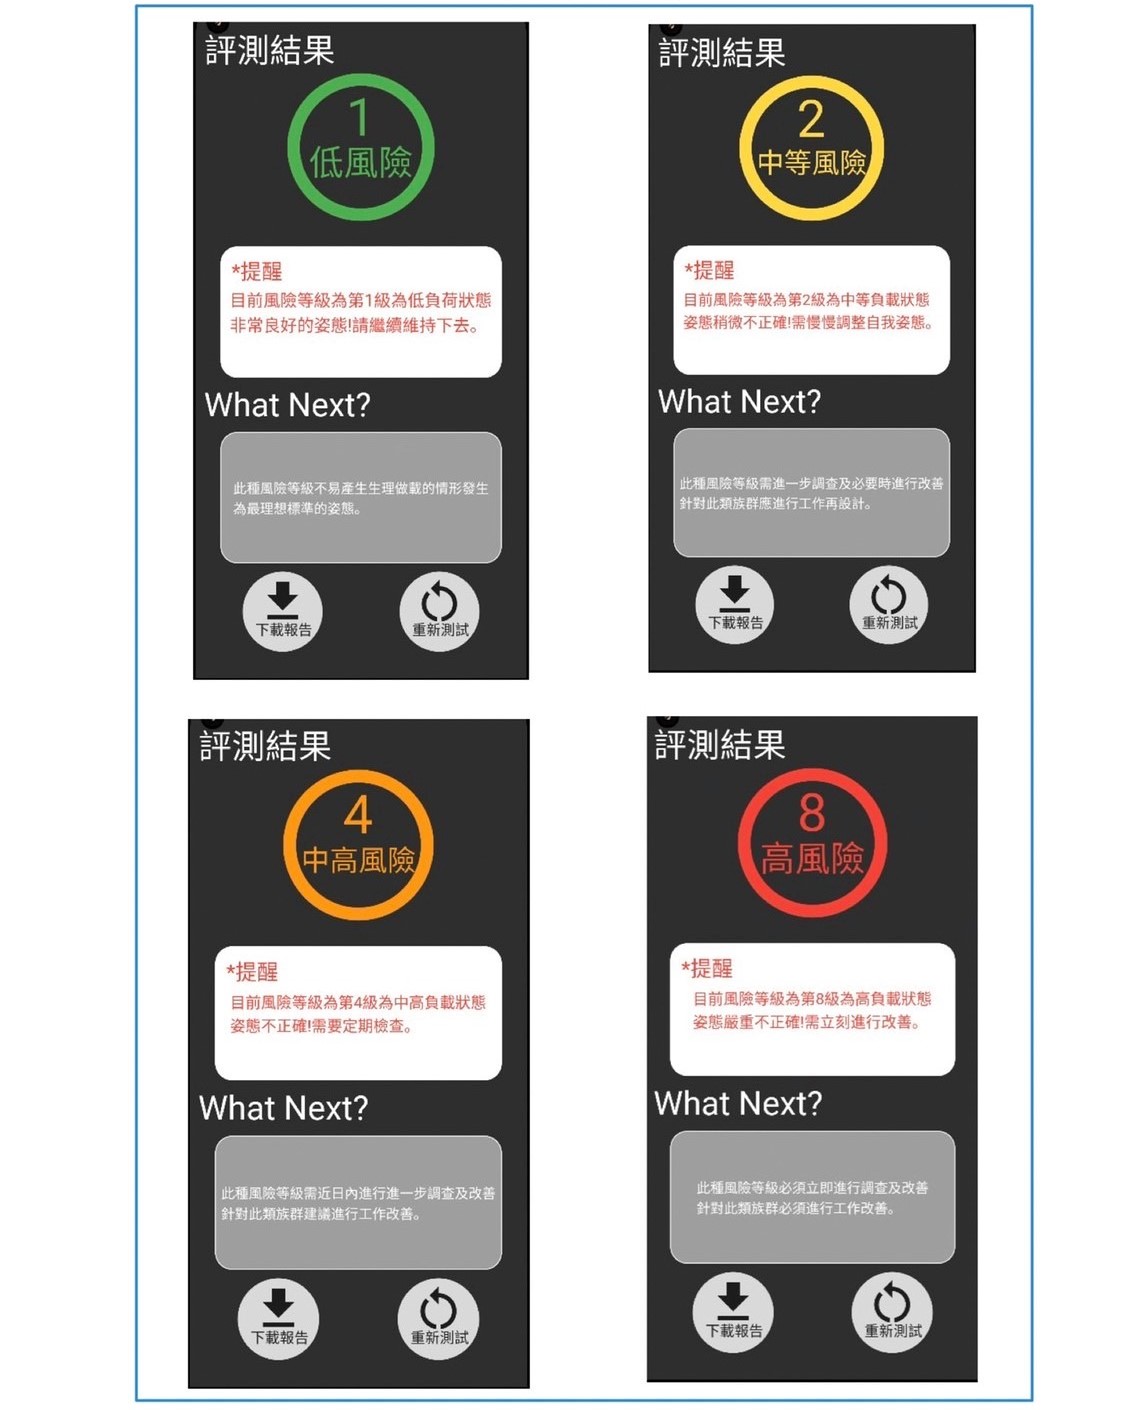 評測結果
1
低風險
*提醒
目前風險等級為第1級為低負荷狀態
非常良好的姿態!請繼續維持下去。
What Next?
此種風險等級不易產生生理做載的情形發生
為最理想標準的姿態。
下載報告
重新測試
評測結果
2
中等風險
*提醒
目前風險等級為第2級為中等負載狀態
姿態稍微不正確!需慢慢調整自我姿態。
What Next?
此種風險等級需進一步調查及必要時進行改善
針對此類族群應進行工作再設計。
下載報告
重新測試
評測結果
4
中高風險
*提醒
目前風險等級為第4級為中高負載狀態
姿態不正確!需要定期檢查。
What Next?
此種風險等級需近日內進行進一步調查及改善
針對此類族群建議進行工作改善。
下載報告
重新測試
評測結果
8
高風險
*提醒
目前風險等級為第8級為高負載狀態
姿態嚴重不正確!需立刻進行改善。
What Next?
此種風險等級必須立即進行調查及改善
針對此類族群必須進行工作改善。
下載報告
重新測試